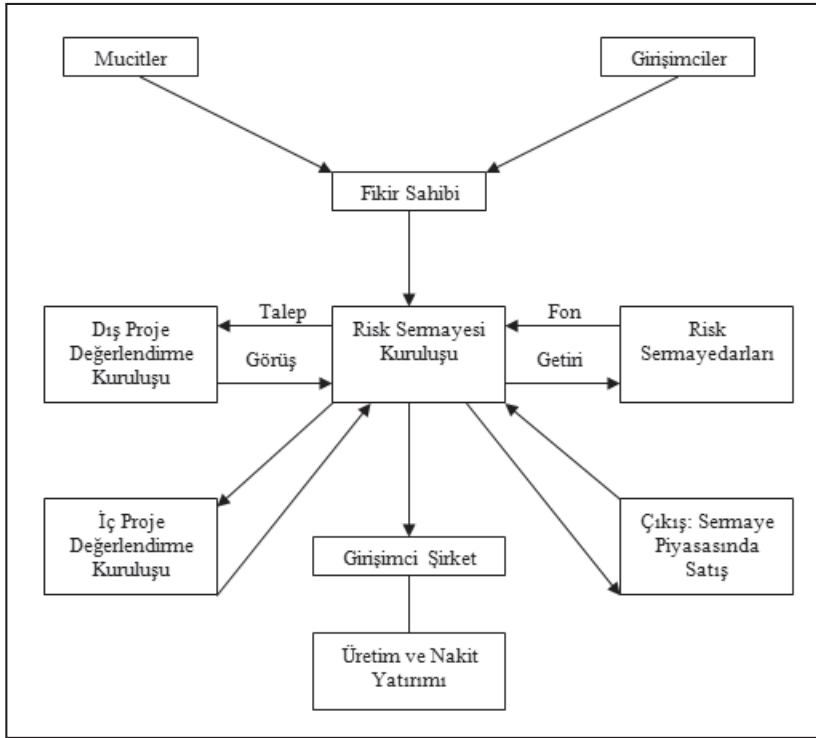 Mucitler
Girişimciler
Fikir Sahibi
Dış Proje
Değerlendirme
Kuruluşu
Talep
Görüş
Risk Sermayesi
Kuruluşu
Fon
Getiri
Risk
Sermayedarları
İç Proje
Değerlendirme
Kuruluşu
Girişimci Şirket
Çıkış: Sermaye
Piyasasında
Satış
Üretim ve Nakit
Yatırımı